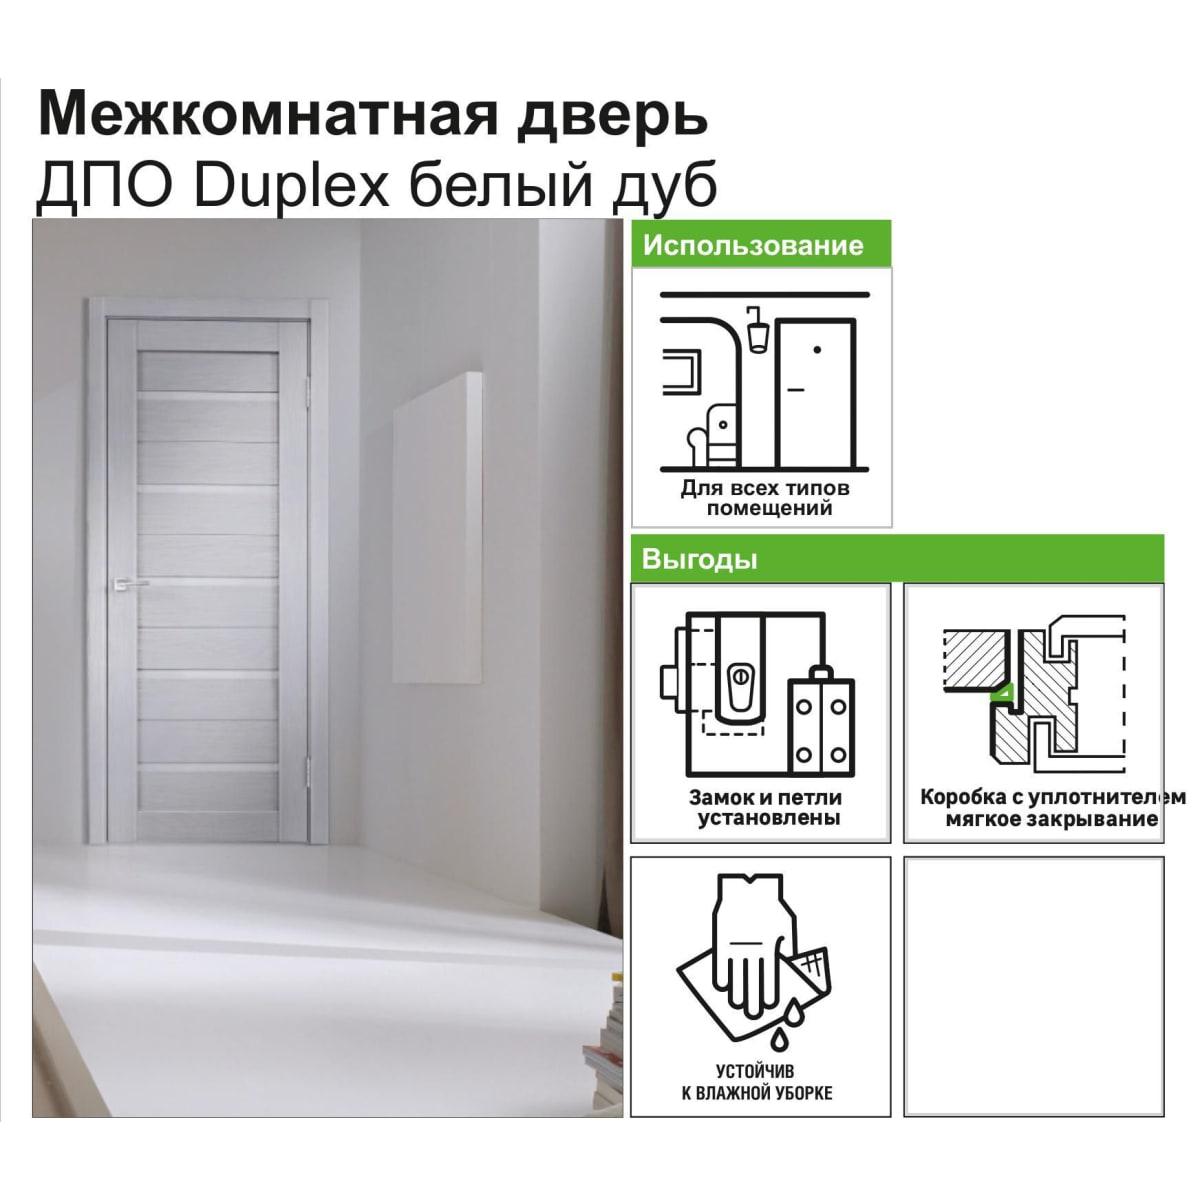 Межкомнатная дверь
ДПО Duplex белый дуб
Использование
Для всех типов
помещений
Выгоды
Замок и петли
установлены
Коробка с уплотнителем
мягкое закрывание
УСТОЙЧИВ
К ВЛАЖНОЙ УБОРКЕ